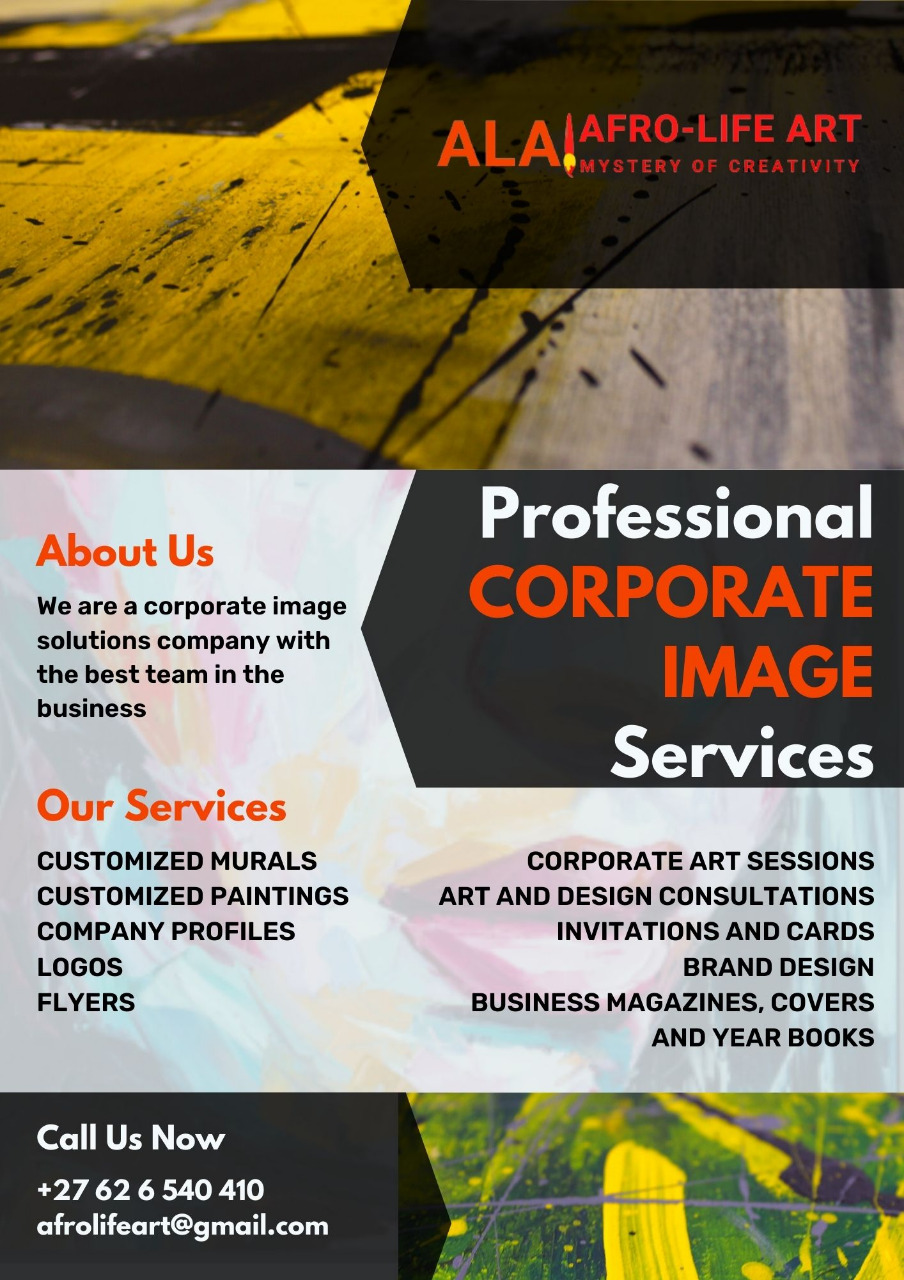 ALA
AFRO-LIFE ART
MYSTERY OF CREATIVITY
Professional
CORPORATE
IMAGE
Services
About Us
We are a corporate image
solutions company with
the best team in the
business
Our Services
CUSTOMIZED MURALS
CUSTOMIZED PAINTINGS
COMPANY PROFILES
LOGOS
FLYERS
CORPORATE ART SESSIONS
ART AND DESIGN CONSULTATIONS
INVITATIONS AND CARDS
BRAND DESIGN
BUSINESS MAGAZINES, COVERS
AND YEAR BOOKS
Call Us Now
+27 62 6 540 410
afrolifeart@gmail.com